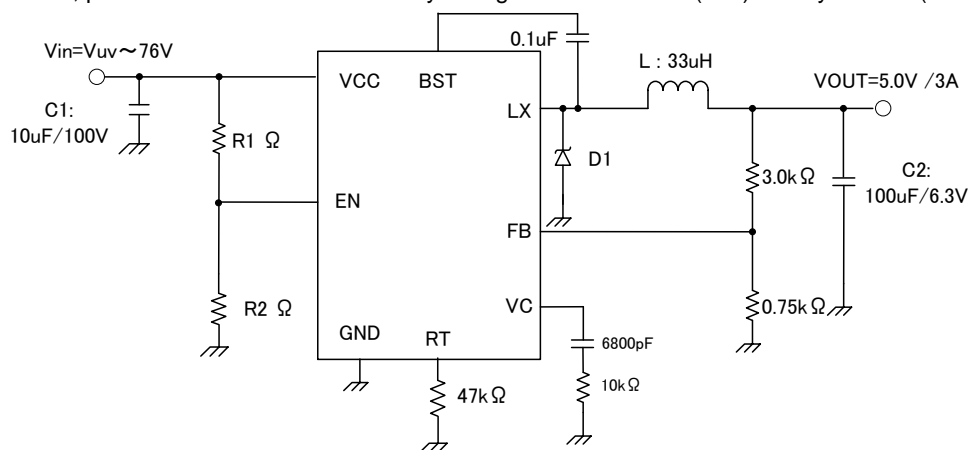 Vin=Vuv～76V
C1:
10uF/100V
R1 Ω
R2 Ω
VCC
BST
EN
GND
RT
LX
FB
VC
0.1uF
L : 33uH
VOUT=5.0V /3A
D1
3.0kΩ
C2:
100uF/6.3V
0.75kΩ
6800pF
10kΩ
47kΩ